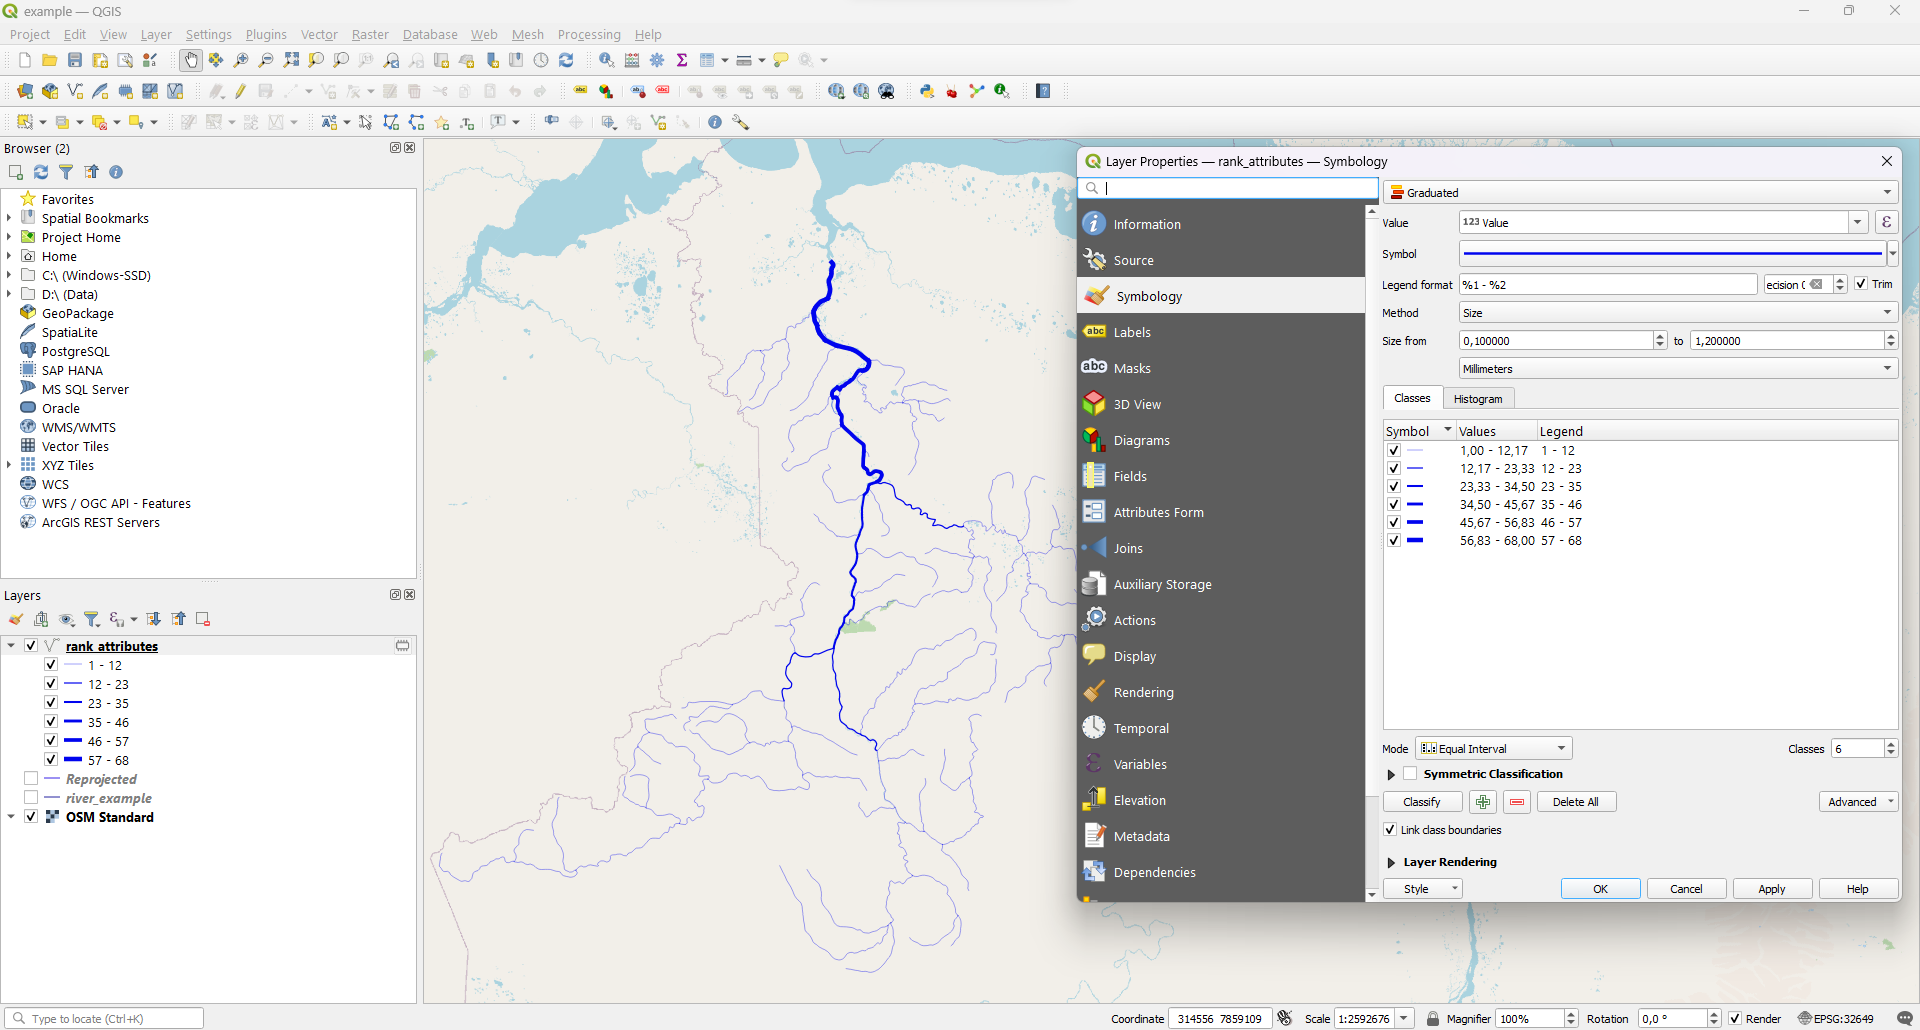 example — QGIS
Project Edit View Layer Settings Plugins Vector Raster Database Web Mesh Processing Help
Browser (2)
Favorites
Spatial Bookmarks
Project Home
Home
C:\ (Windows-SSD)
D:\ (Data)
GeoPackage
SpatiaLite
PostgreSQL
SAP HANA
MS SQL Server
Oracle
WMS/WMTS
Vector Tiles
XYZ Tiles
WCS
WFS / OGC API - Features
ArcGIS REST Servers
Layers
rank attributes
1 - 12
12 - 23
23 - 35
35 - 46
46 - 57
57 - 68
Reprojected
river_example
OSM Standard
Layer Properties — rank_attributes — Symbology
Information
Source
Symbology
abc Labels
abc Masks
3D View
Diagrams
Fields
Attributes Form
Joins
Auxiliary Storage
Actions
Display
Rendering
Temporal
Variables
Elevation
Metadata
Dependencies
Graduated
Value 123 Value
Symbol
Legend format %1 - %2 ecision ( Trim
Method Size
Size from 0,100000 to 1,200000
Millimeters
Classes Histogram
Symbol Values Legend
1,00 - 12,17 1 - 12
12,17 - 23,33 12 - 23
23,33 - 34,50 23 - 35
34,50 - 45,67 35 - 46
45,67 - 56,83 46 - 57
56,83 - 68,00 57 - 68
Mode Equal Interval Classes 6
Symmetric Classification
Classify Delete All Advanced
Link class boundaries
Layer Rendering
Style OK Cancel Apply Help
Type to locate (Ctrl+K) Coordinate 314556 7859109 Scale 1:2592676 Magnifier 100% Rotation 0,0 ° Render EPSG:32649